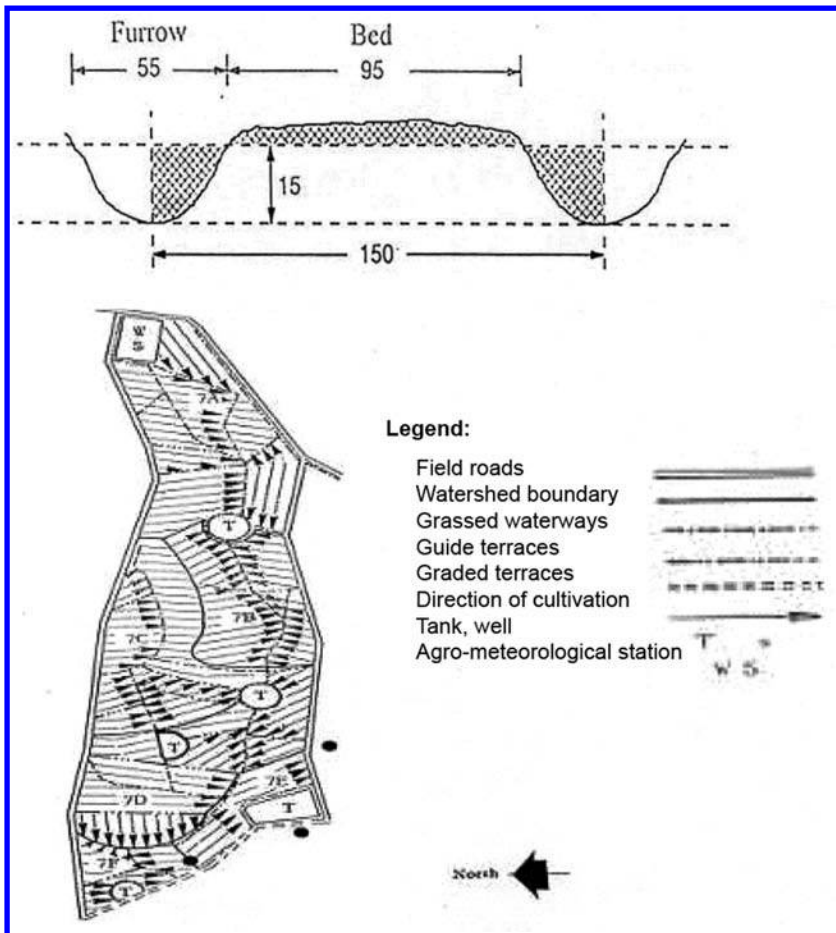 Furrow Bed
55 95
15
150
W
S
7A
T
7B
7C
T
T
7E
7D
T
7F
T
Legend:
Field roads
Watershed boundary
Grassed waterways
Guide terraces
Graded terraces
Direction of cultivation
Tank, well
Agro-meteorological station
T
W S
North